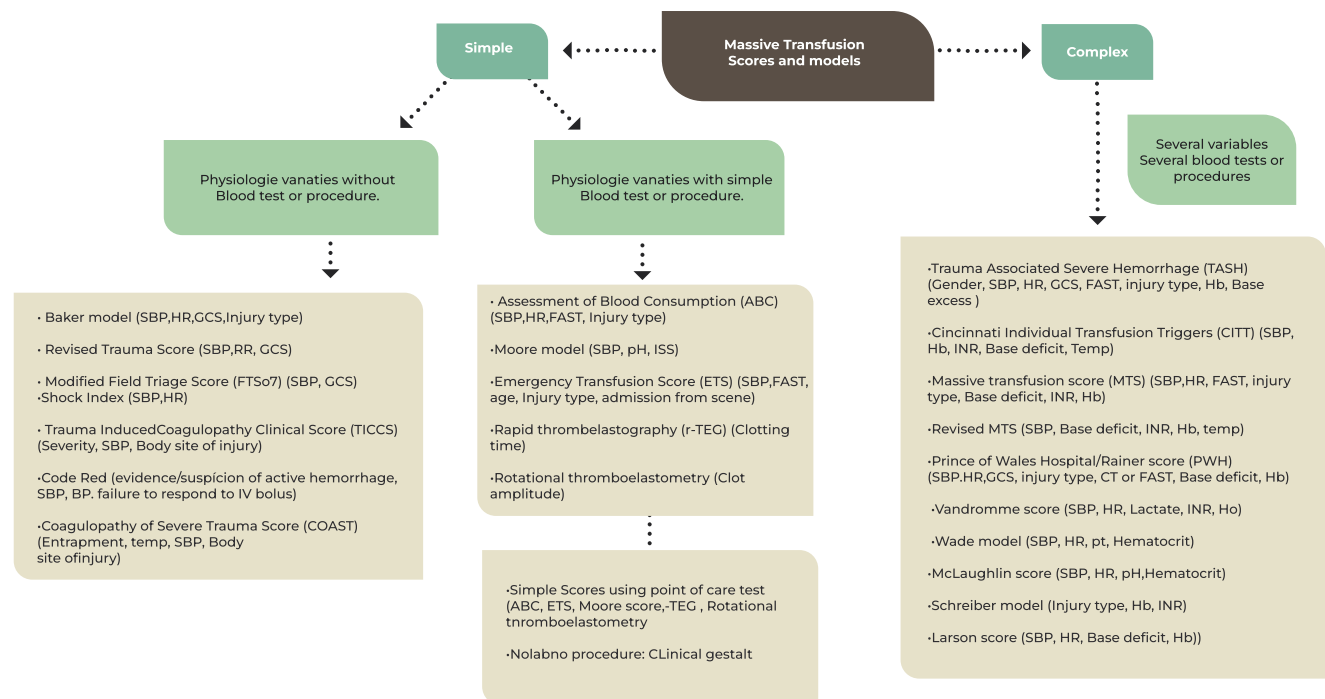 Massive Transfusion
Scores and models
Simple
Complex
Physiologie vanaties without
Blood test or procedure.
Physiologie vanaties with simple
Blood test or procedure.
Several variables
Several blood tests or
procedures
• Baker model (SBP,HR,GCS,Injury type)
• Revised Trauma Score (SBP,RR, GCS)
• Modified Field Triage Score (FTSo7) (SBP, GCS)
•Shock Index (SBP,HR)
• Trauma InducedCoagulopathy Clinical Score (TICCS)
(Severity, SBP, Body site of injury)
•Code Red (evidence/suspícion of active hemorrhage,
SBP, BP. failure to respond to IV bolus)
•Coagulopathy of Severe Trauma Score (COAST)
(Entrapment, temp, SBP, Body
site ofinjury)
• Assessment of Blood Consumption (ABC)
(SBP,HR,FAST, Injury type)
•Moore model (SBP, pH, ISS)
•Emergency Transfusion Score (ETS) (SBP,FAST,
age, Injury type, admission from scene)
•Rapid thrombelastography (r-TEG) (Clotting
time)
•Rotational thromboelastometry (Clot
amplitude)
•Simple Scores using point of care test
(ABC, ETS, Moore score,-TEG , Rotational
tnromboelastometry
•Nolabno procedure: CLinical gestalt
•Trauma Associated Severe Hemorrhage (TASH)
(Gender, SBP, HR, GCS, FAST, injury type, Hb, Base
excess )
•Cincinnati Individual Transfusion Triggers (CITT) (SBP,
Hb, INR, Base deficit, Temp)
•Massive transfusion score (MTS) (SBP,HR, FAST, injury
type, Base deficit, INR, Hb)
•Revised MTS (SBP, Base deficit, INR, Hb, temp)
•Prince of Wales Hospital/Rainer score (PWH)
(SBP.HR,GCS, injury type, CT or FAST, Base deficit, Hb)
•Vandromme score (SBP, HR, Lactate, INR, Ho)
•Wade model (SBP, HR, pt, Hematocrit)
•McLaughlin score (SBP, HR, pH,Hematocrit)
•Schreiber model (Injury type, Hb, INR)
•Larson score (SBP, HR, Base deficit, Hb))